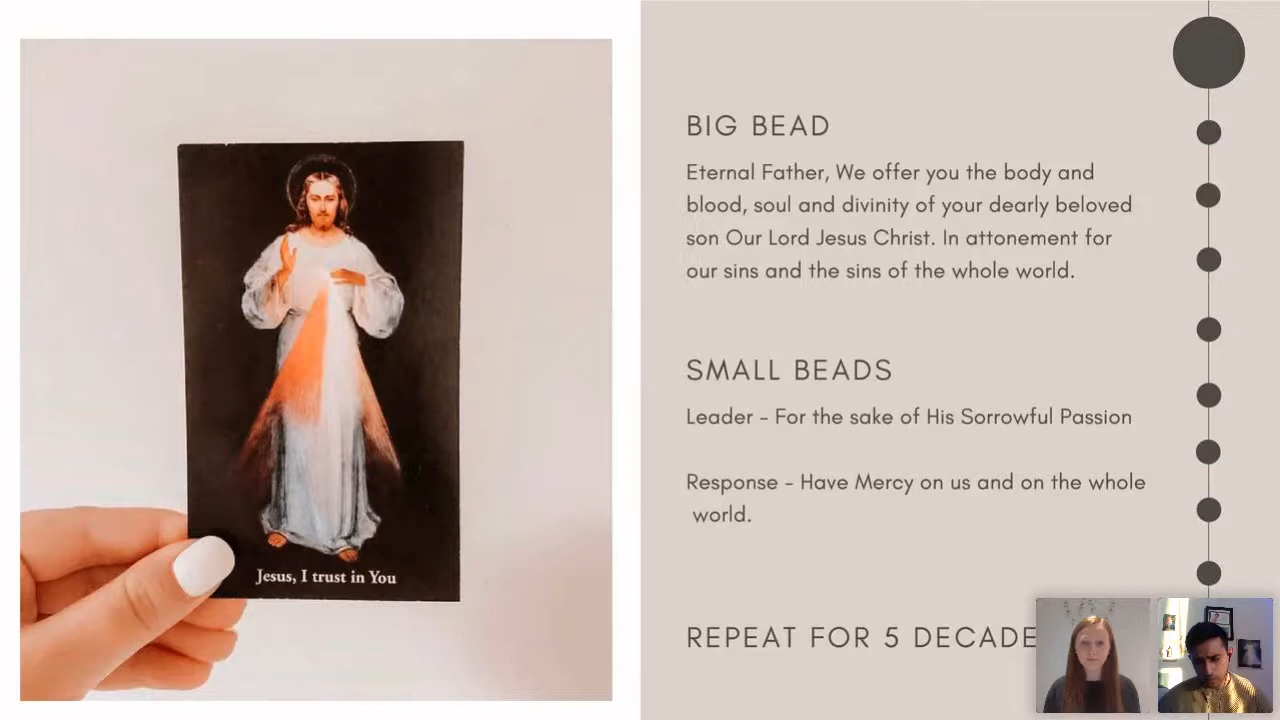 Jesus, I trust in You
BIG BEAD
Eternal Father, We offer you the body and
blood, soul and divinity of your dearly beloved
son Our Lord Jesus Christ. In attonement for
our sins and the sins of the whole world.
SMALL BEADS
Leader - For the sake of His Sorrowful Passion
Response - Have Mercy on us and on the whole
world.
REPEAT FOR 5 DECADE